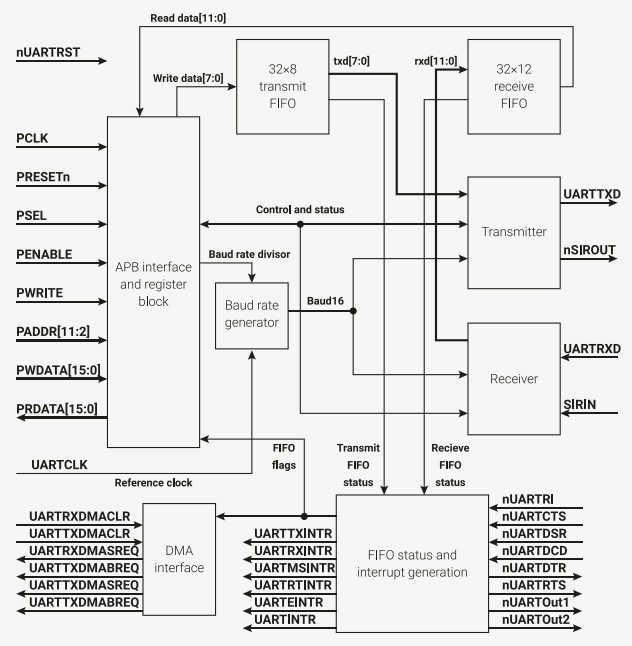 Read data[11:0]
nUARTRST
Write data[7:0]
32×8
transmit
FIFO
txd[7:0]
rxd[11:0]
32×12
receive
FIFO
PCLK
PRESETn
PSEL
PENABLE
PWRITE
PADDR[11:2]
PWDATA[15:0]
PRDATA[15:0]
APB interface
and register
block
Control and status
Baud rate divisor
Baud rate
generator
Baud16
Transmitter
UARTTXD
nSIROUT
Receiver
UARTRXD
SIRIN
UARTCLK
Reference clock
FIFO
flags
Transmit
FIFO
status
Recieve
FIFO
status
UARTRXDMACLR
UARTTXDMACLR
UARTRXDMASREQ
UARTRXDMABREQ
UARTTXDMASREQ
UARTTXDMABREQ
DMA
interface
UARTTXINTR
UARTRXINTR
UARTMSINTR
UARTRTINTR
UARTEINTR
UARTINTR
FIFO status and
interrupt generation
nUARTRI
nUARTCTS
nUARTDSR
nUARTDCD
nUARTDTR
nUARTRTS
nUARTOut1
nUARTOut2